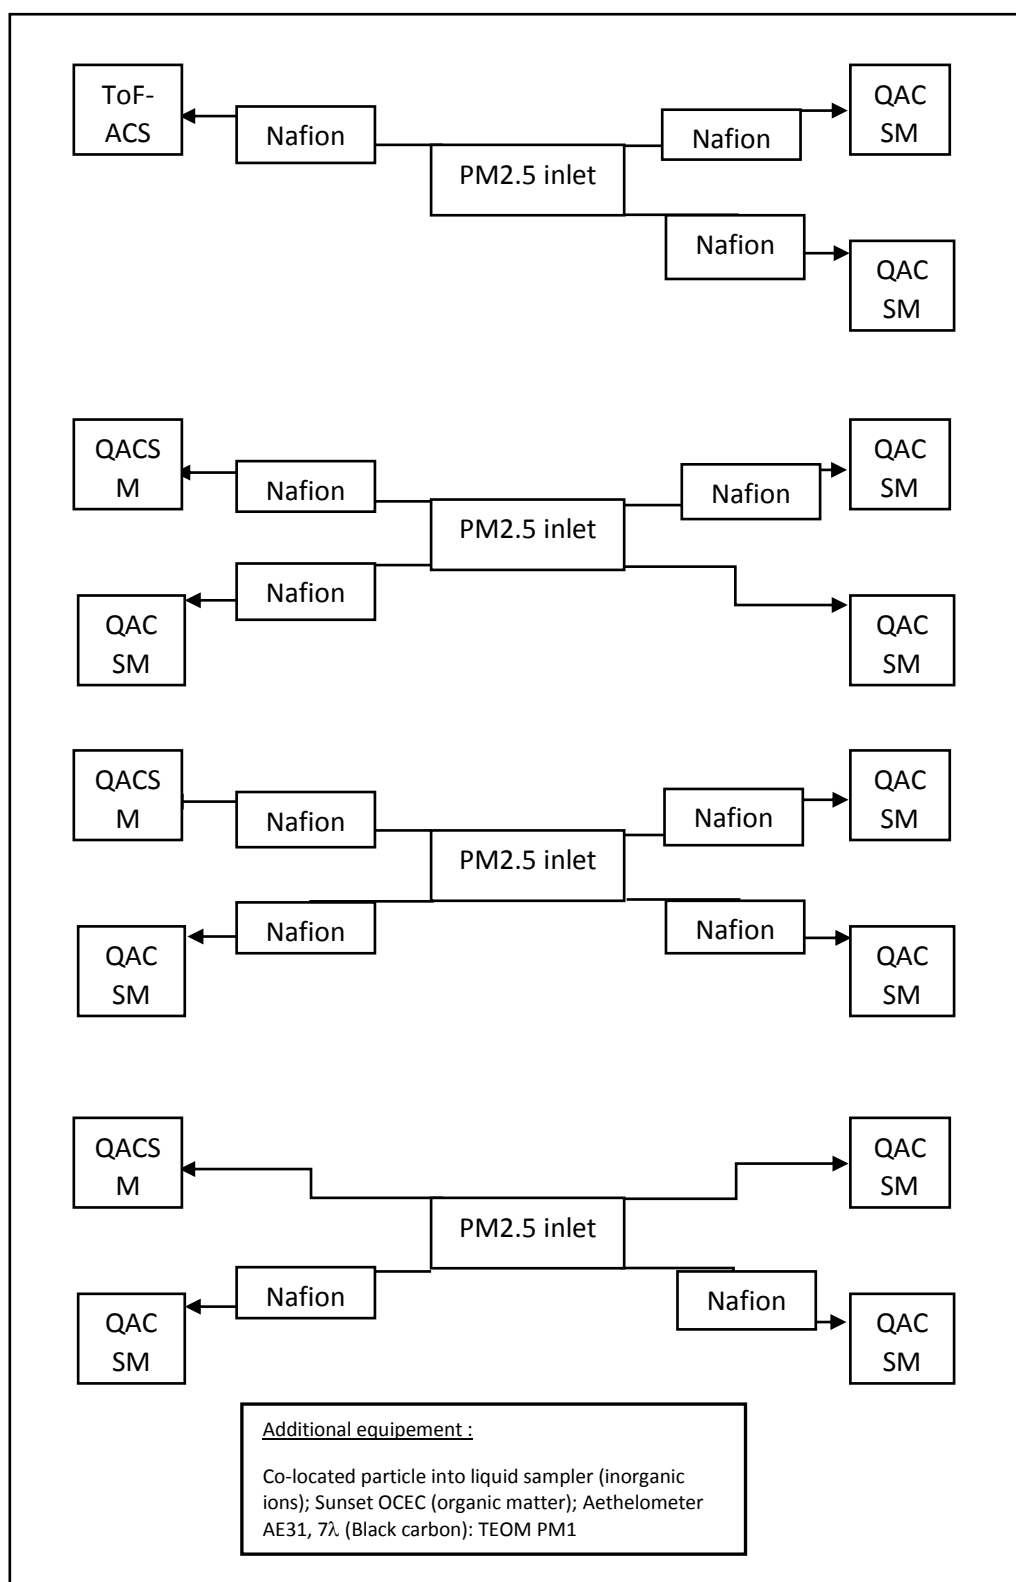 ToF-
ACS
Nafion
PM2.5 inlet
Nafion
QAC
SM
Nafion
QAC
SM
QACS
M
Nafion
PM2.5 inlet
Nafion
QAC
SM
Nafion
QAC
SM
QAC
SM
QACS
M
Nafion
PM2.5 inlet
Nafion
QAC
SM
Nafion
QAC
SM
Nafion
QAC
SM
QACS
M
PM2.5 inlet
QAC
SM
Nafion
QAC
SM
Nafion
QAC
SM
Additional equipement :
Co-located particle into liquid sampler (inorganic
ions); Sunset OCEC (organic matter); Aethelometer
AE31, 7λ (Black carbon): TEOM PM1